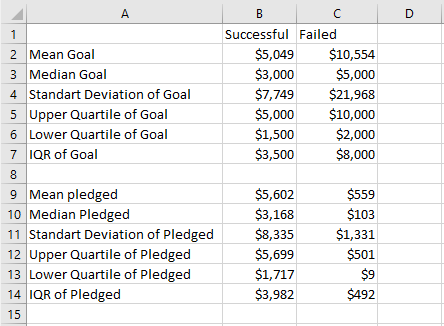 A B C D
1 Successful Failed
2 Mean Goal $5,049 $10,554
3 Median Goal $3,000 $5,000
4 Standart Deviation of Goal $7,749 $21,968
5 Upper Quartile of Goal $5,000 $10,000
6 Lower Quartile of Goal $1,500 $2,000
7 IQR of Goal $3,500 $8,000
8
9 Mean pledged $5,602 $559
10 Median Pledged $3,168 $103
11 Standart Deviation of Pledged $8,335 $1,331
12 Upper Quartile of Pledged $5,699 $501
13 Lower Quartile of Pledged $1,717 $9
14 IQR of Pledged $3,982 $492
15